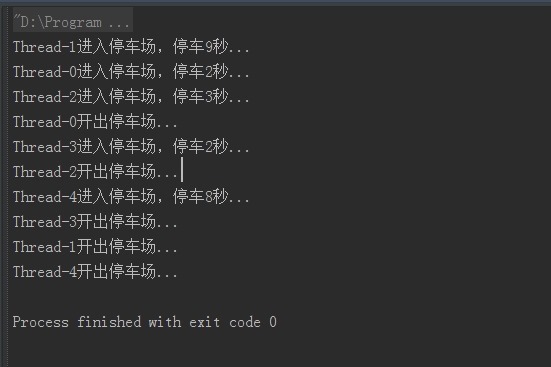 "D:\Program ...
Thread-1进入停车场，停车9秒...
Thread-0进入停车场，停车2秒...
Thread-2进入停车场，停车3秒...
Thread-0开出停车场...
Thread-3进入停车场，停车2秒...
Thread-2开出停车场...
Thread-4进入停车场，停车8秒...
Thread-3开出停车场...
Thread-1开出停车场...
Thread-4开出停车场...
Process finished with exit code 0